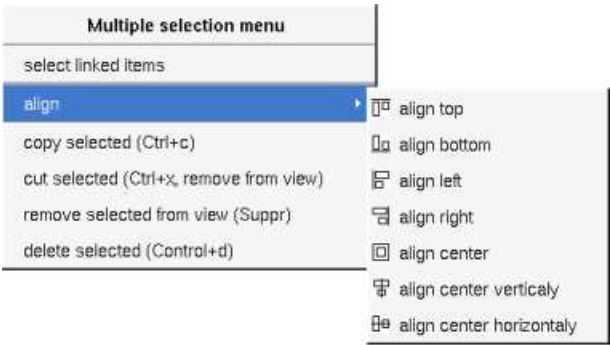 Multiple selection menu
select linked items
align
copy selected (Ctrl+c)
cut selected (Ctrl+x, remove from view)
remove selected from view (Suppr)
delete selected (Control+d)
align top
align bottom
align left
align right
align center
align center verticaly
align center horizontaly